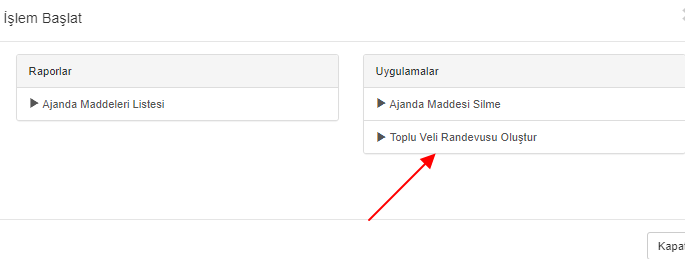 İşlem Başlat
Raporlar
Ajanda Maddeleri Listesi
Uygulamalar
Ajanda Maddesi Silme
Toplu Veli Randevusu Oluştur